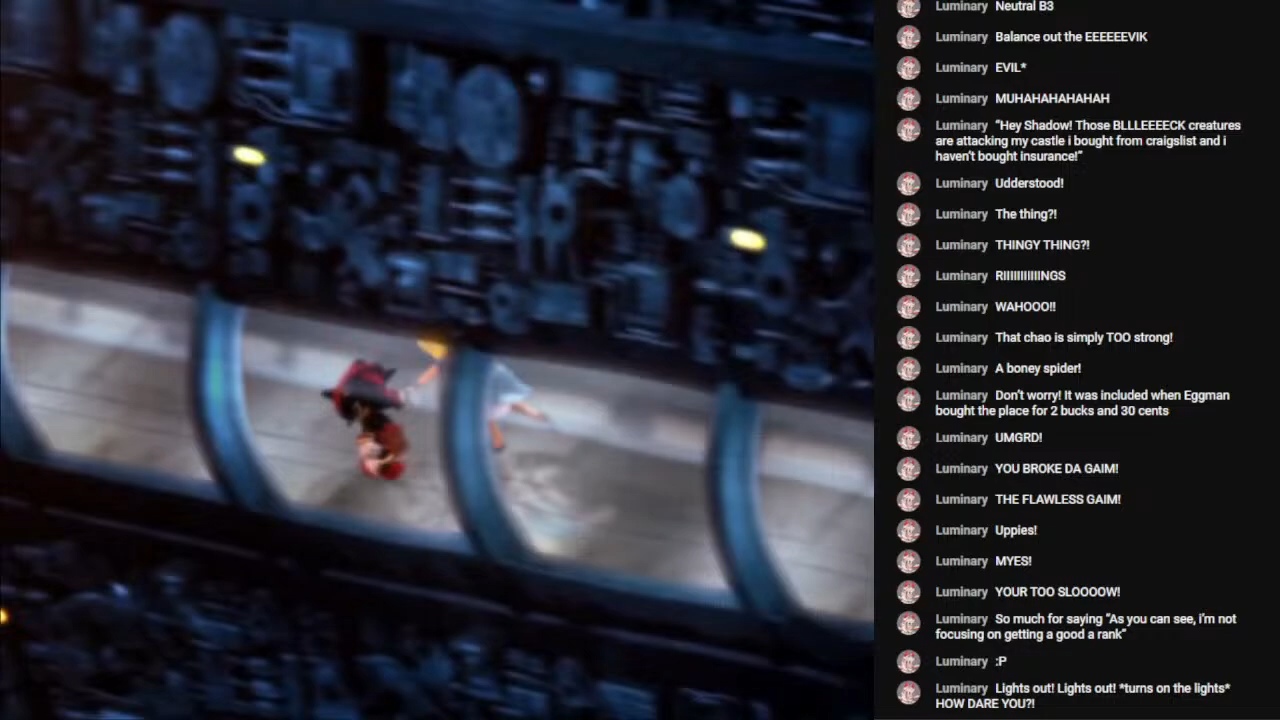 Luminary Neutral B3
Luminary Balance out the EEEEEEVIK
Luminary EVIL*
Luminary MUHAHAHAHAHAH
Luminary “Hey Shadow! Those BLLLEEEECK creatures
are attacking my castle i bought from craigslist and i
haven’t bought insurance!”
Luminary Udderstood!
Luminary The thing?!
Luminary THINGY THING?!
Luminary RIIIIIIIIIIINGS
Luminary WAHOOO!!
Luminary That chao is simply TOO strong!
Luminary A boney spider!
Luminary Don’t worry! It was included when Eggman
bought the place for 2 bucks and 30 cents
Luminary UMGRD!
Luminary YOU BROKE DA GAIM!
Luminary THE FLAWLESS GAIM!
Luminary Uppies!
Luminary MYES!
Luminary YOUR TOO SLOOOOW!
Luminary So much for saying “As you can see, i’m not
focusing on getting a good a rank”
Luminary :P
Luminary Lights out! Lights out! *turns on the lights*
HOW DARE YOU?!